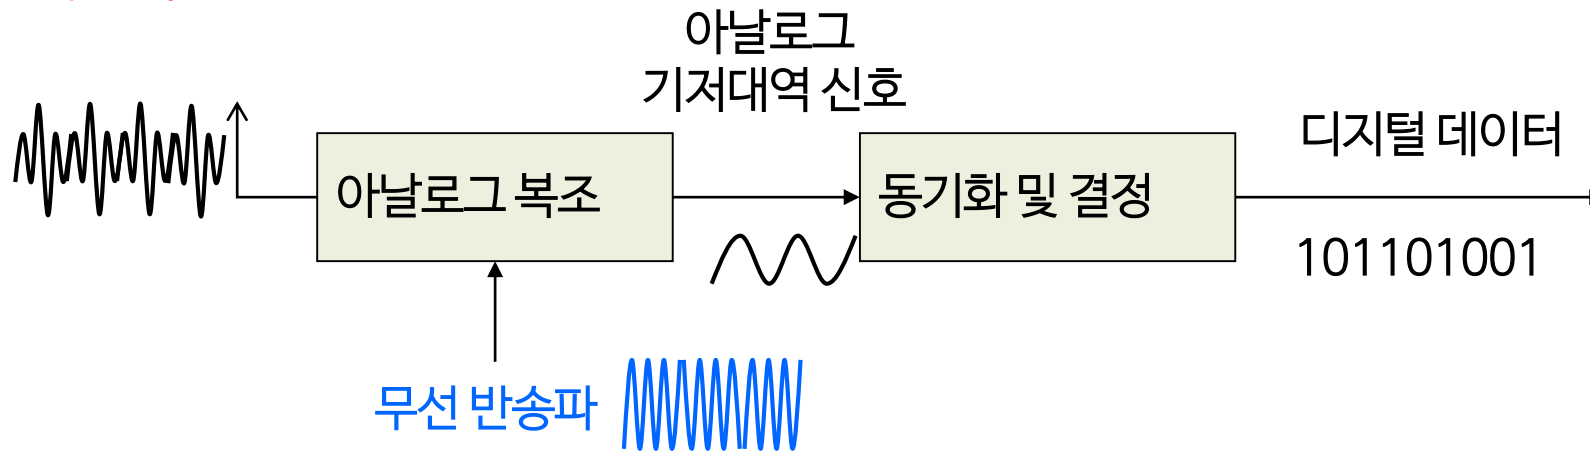 아날로그
기저대역 신호
디지털 데이터
아날로그 복조
동기화 및 결정
101101001
무선 반송파